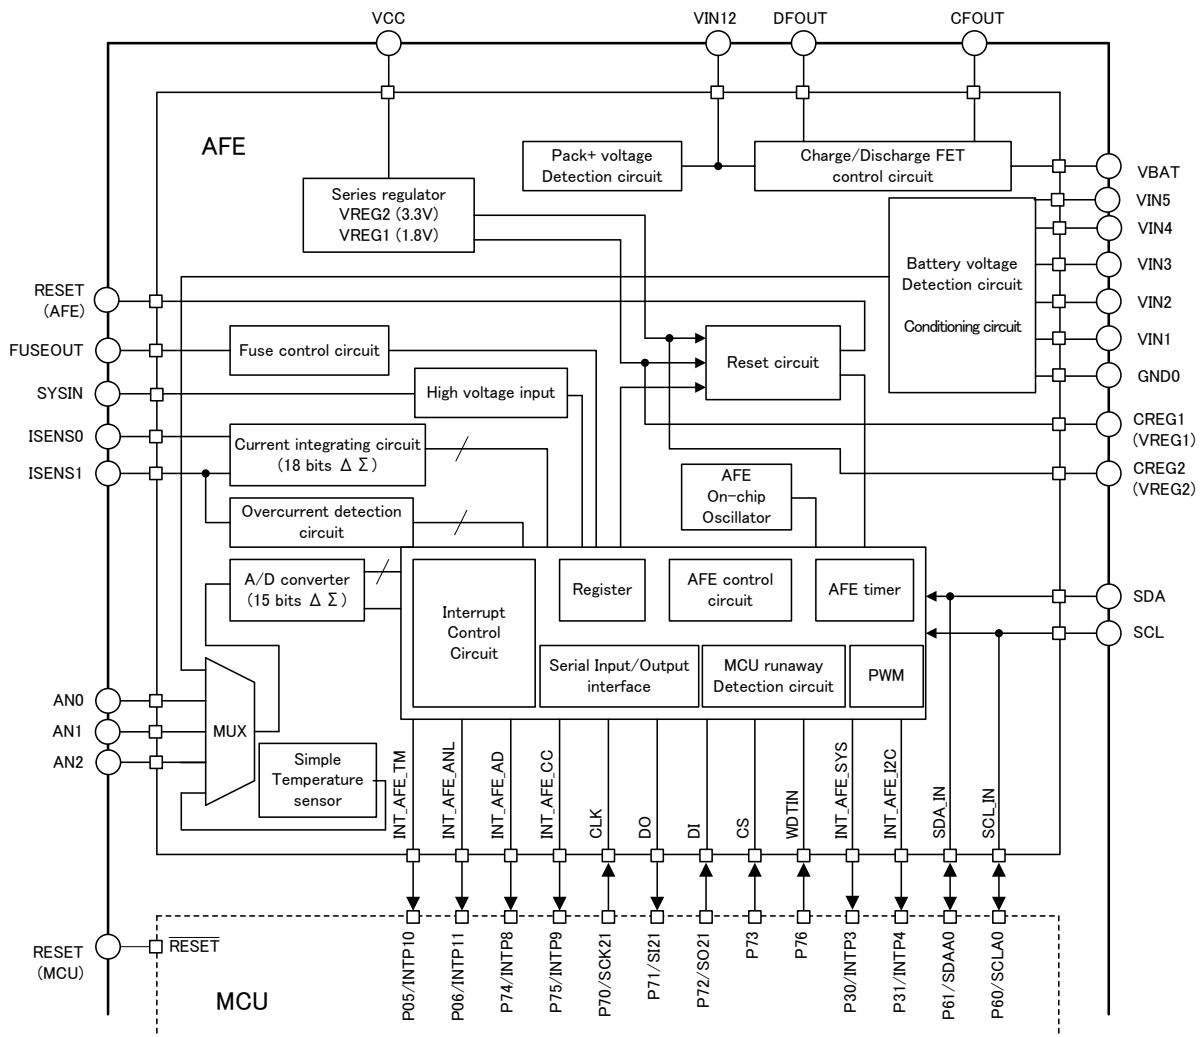 VCC
VIN12
DFOUT
CFOUT
AFE
Pack+ voltage
Detection circuit
Charge/Discharge FET
control circuit
VBAT
Series regulator
VREG2 (3.3V)
VREG1 (1.8V)
VIN5
VIN4
Battery voltage
Detection circuit
Conditioning circuit
VIN3
VIN2
VIN1
GND0
RESET
(AFE)
FUSEOUT
Fuse control circuit
Reset circuit
SYSIN
High voltage input
CREG1
(VREG1)
ISENS0
Current integrating circuit
(18 bits Δ Σ)
ISENS1
CREG2
(VREG2)
AFE
On-chip
Oscillator
Overcurrent detection
circuit
A/D converter
(15 bits Δ Σ)
Interrupt
Control
Circuit
Register
AFE control
circuit
AFE timer
SDA
SCL
Serial Input/Output
interface
MCU runaway
Detection circuit
PWM
AN0
AN1
AN2
MUX
Simple
Temperature
sensor
INT_AFE_TM
INT_AFE_ANL
INT_AFE_AD
INT_AFE_CC
CLK
DO
DI
CS
WDTIN
INT_AFE_SYS
INT_AFE_I2C
SDA_IN
SCL_IN
RESET
(MCU)
RESET
MCU
P05/INTP10
P06/INTP11
P74/INTP8
P75/INTP9
P70/SCK21
P71/SI21
P72/SO21
P73
P76
P30/INTP3
P31/INTP4
P61/SDAA0
P60/SCLA0